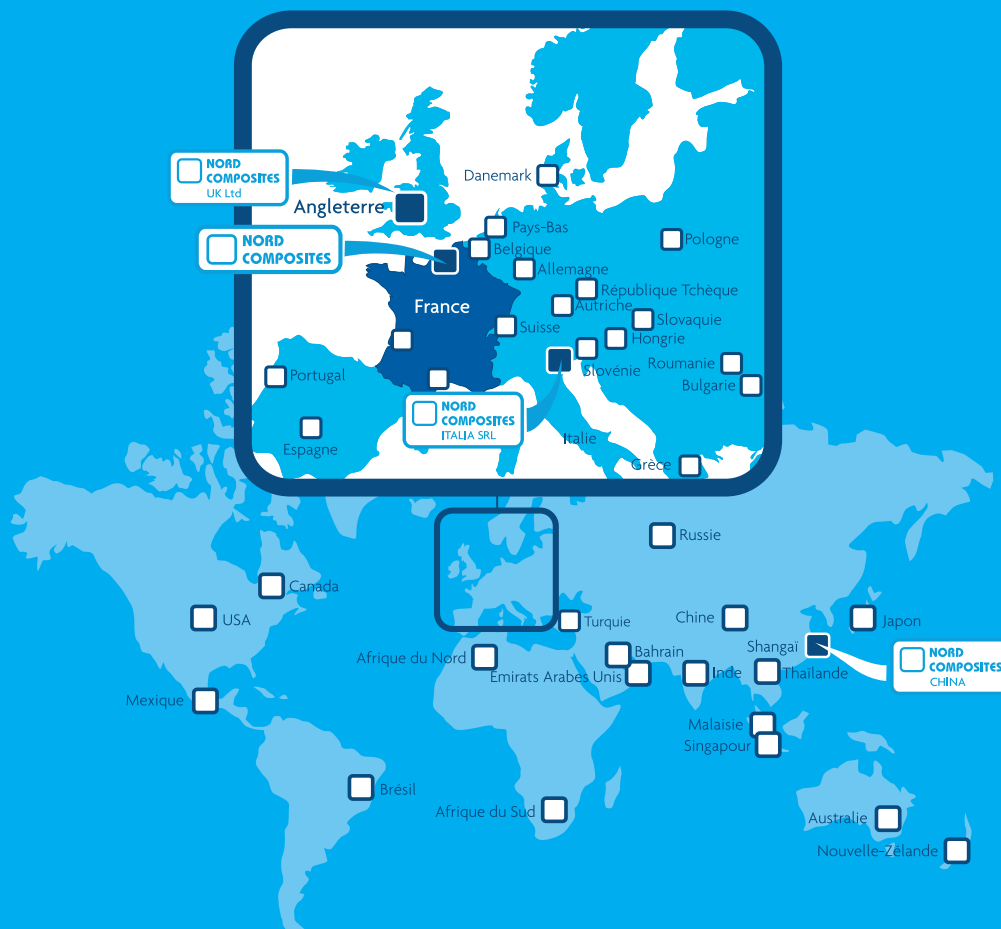 NORD
COMPOSITES
UK Ltd
Danemark
Angleterre
Pays-Bas
NORD
COMPOSITES
Belgique
Pologne
Allemagne
République Tchèque
France
Autriche
Suisse
Slovaquie
Hongrie
Slovénie
Roumanie
Portugal
Bulgarie
NORD
COMPOSITES
ITALIA SRL
Espagne
Italie
Grèce
Russie
Canada
USA
Turquie
Chine
Japon
Shangaï
NORD
COMPOSITES
CHINA
Afrique du Nord
Bahrain
Emirats Arabes Unis
Inde
Thaïlande
Mexique
Malaisie
Singapour
Brésil
Afrique du Sud
Australie
Nouvelle-Zélande